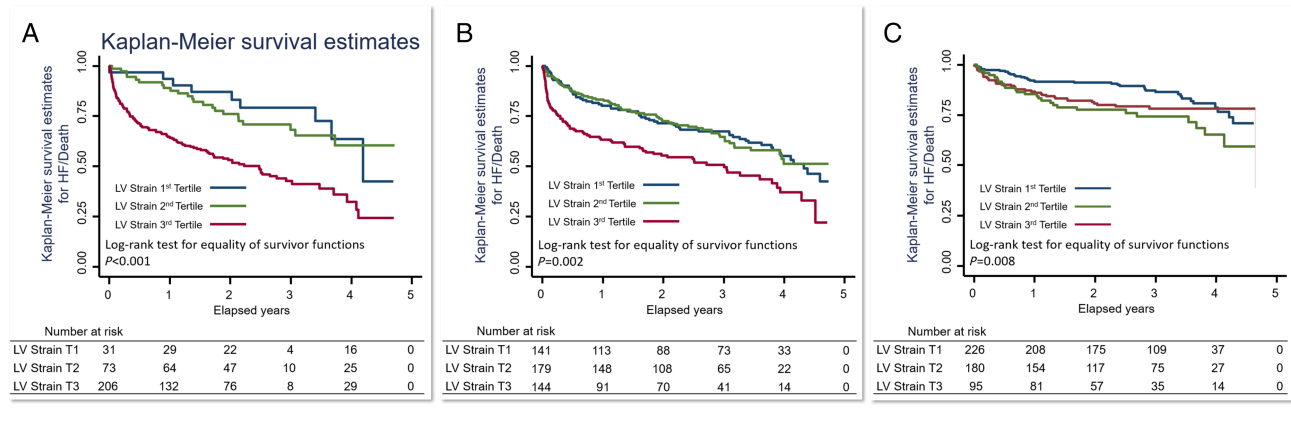 A
Kaplan-Meier survival estimates
Kaplan-Meier survival estimates
for HF/Death
1.00
0.75
0.50
0.25
0.00
LV Strain 1st Tertile
LV Strain 2nd Tertile
LV Strain 3rd Tertile
Log-rank test for equality of survivor functions
P<0.001
0 1 2 3 4 5
Elapsed years
Number at risk
LV Strain T1 31 29 22 4 16 0
LV Strain T2 73 64 47 10 25 0
LV Strain T3 206 132 76 8 29 0
B
Kaplan-Meier survival estimates
for HF/Death
1.00
0.75
0.50
0.25
0.00
LV Strain 1st Tertile
LV Strain 2nd Tertile
LV Strain 3rd Tertile
Log-rank test for equality of survivor functions
P=0.002
0 1 2 3 4 5
Elapsed years
Number at risk
LV Strain T1 141 113 88 73 33 0
LV Strain T2 179 148 108 65 22 0
LV Strain T3 144 91 70 41 14 0
C
Kaplan-Meier survival estimates
for HF/Death
1.00
0.75
0.50
0.25
0.00
LV Strain 1st Tertile
LV Strain 2nd Tertile
LV Strain 3rd Tertile
Log-rank test for equality of survivor functions
P=0.008
0 1 2 3 4 5
Elapsed years
Number at risk
LV Strain T1 226 208 175 109 37 0
LV Strain T2 180 154 117 75 27 0
LV Strain T3 95 81 57 35 14 0